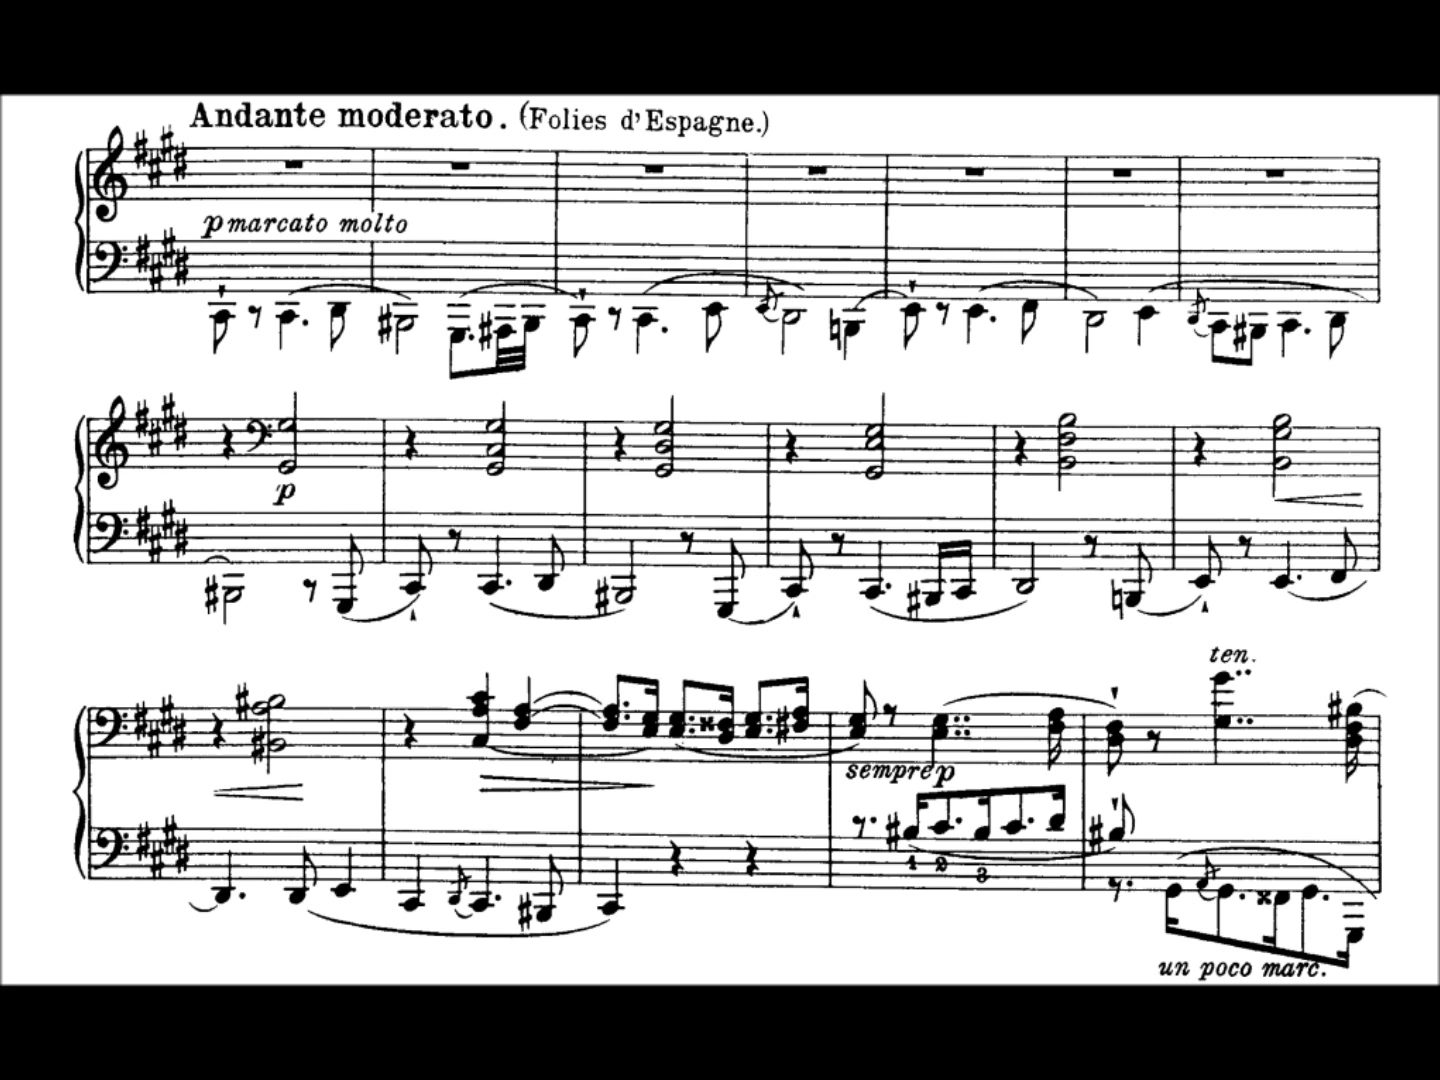 Andante moderato. (Folies d'Espagne.)
p marcato molto
p
ten.
sempre p
1 2 3
un poco marc.